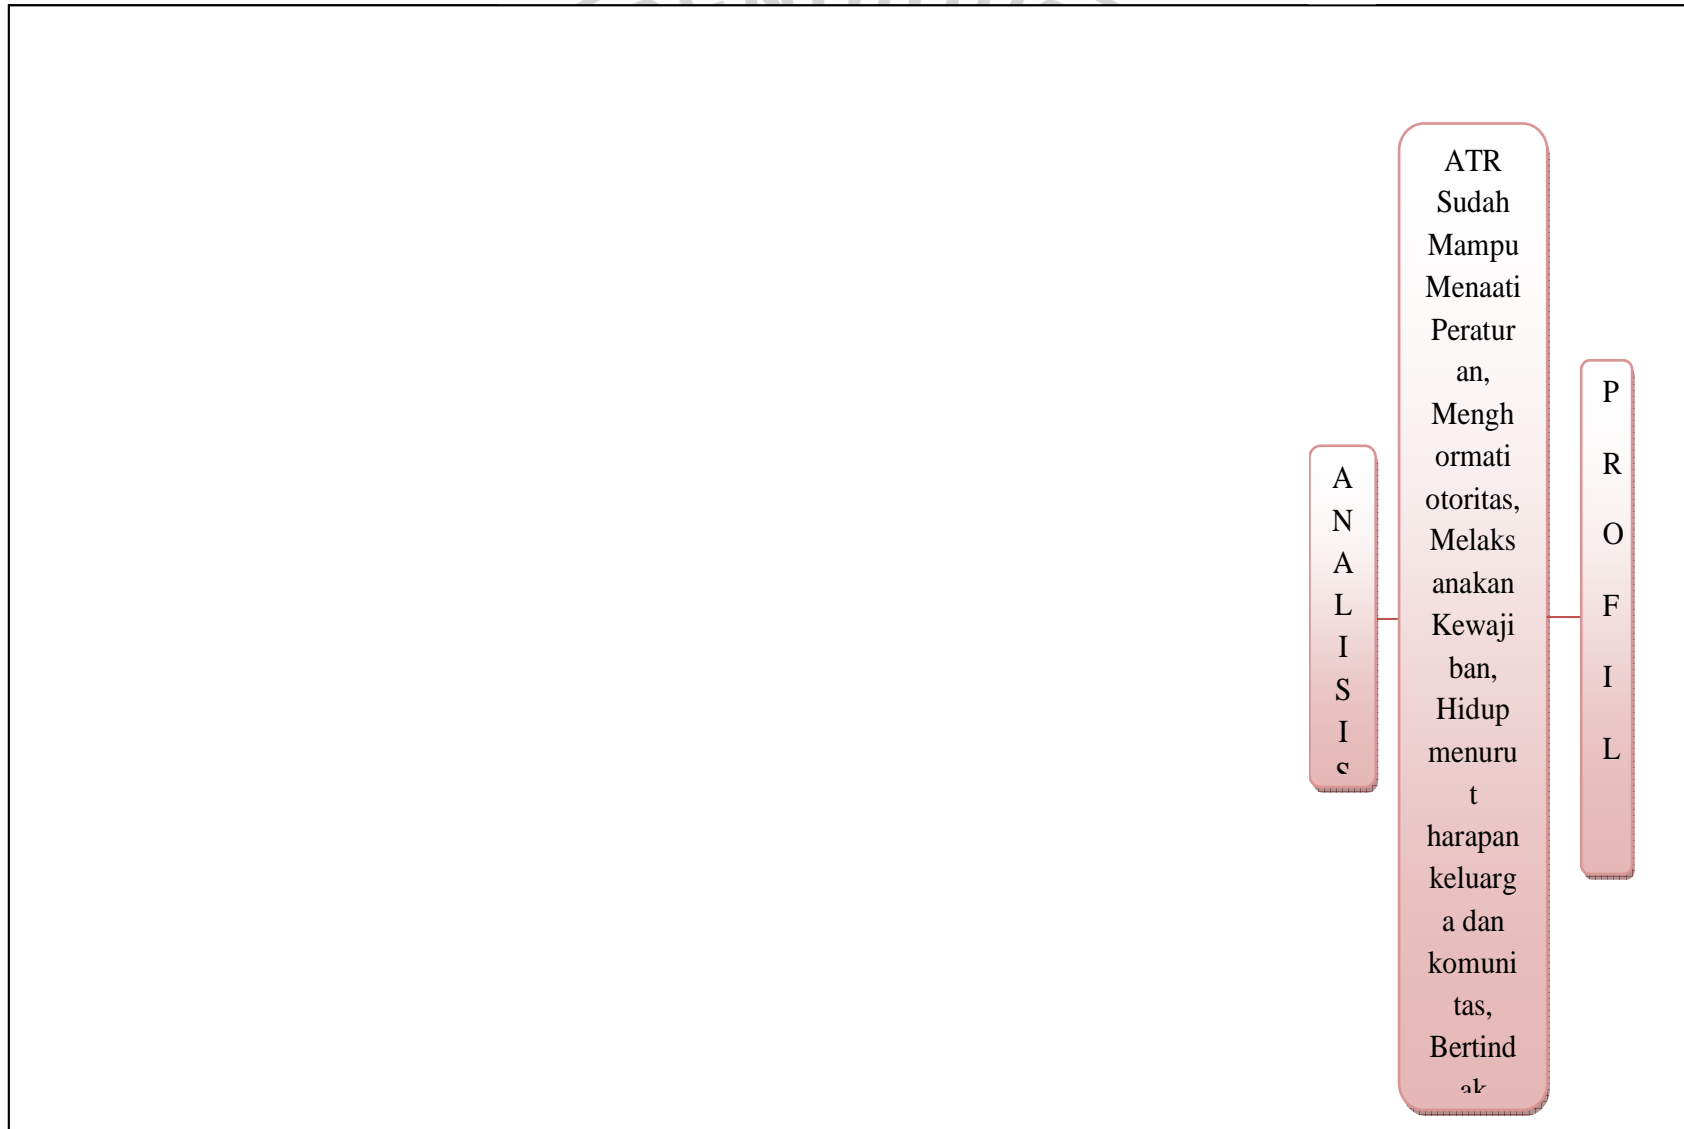 A
N
A
L
I
S
I
S
ATR
Sudah
Mampu
Menaati
Peratur
an,
Mengh
ormati
otoritas,
Melaks
anakan
Kewaji
ban,
Hidup
menuru
t
harapan
keluarg
a dan
komuni
tas,
Bertind
ak
P
R
O
F
I
L